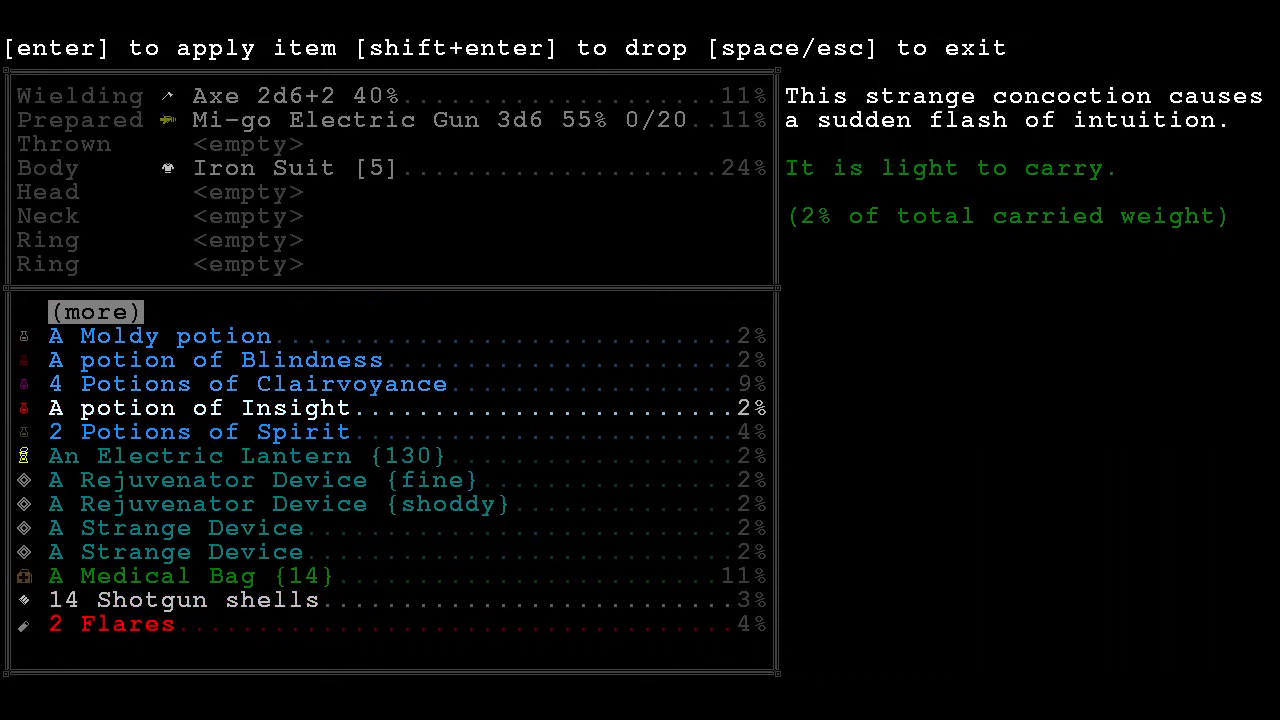 [enter] to apply item [shift+enter] to drop [space/esc] to exit
Wielding Axe 2d6+2 40%......................11%
Prepared Mi-go Electric Gun 3d6 55% 0/20..11%
Thrown <empty>
Body Iron Suit [5]......................24%
Head <empty>
Neck <empty>
Ring <empty>
Ring <empty>
This strange concoction causes
a sudden flash of intuition.
It is light to carry.
(2% of total carried weight)
(more)
A Moldy potion.............................2%
A potion of Blindness......................2%
4 Potions of Clairvoyance..................9%
A potion of Insight........................2%
2 Potions of Spirit........................4%
An Electric Lantern {130}..................2%
A Rejuvenator Device {fine}................2%
A Rejuvenator Device {shoddy}..............2%
A Strange Device...........................2%
A Strange Device...........................2%
A Medical Bag {14}........................11%
14 Shotgun shells..........................3%
2 Flares...................................4%